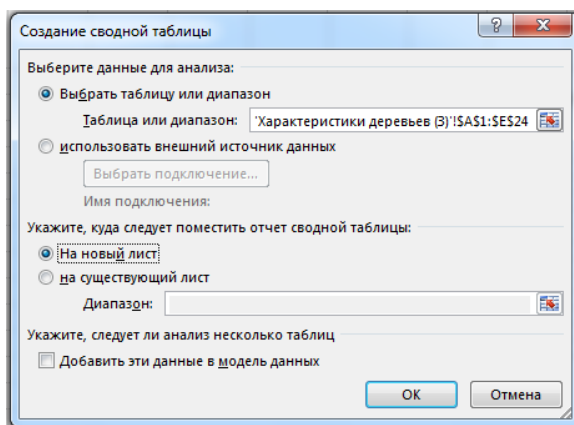 Создание сводной таблицы
Выберите данные для анализа:
Выбрать таблицу или диапазон
Таблица или диапазон: 'Характеристики деревьев (3)'!$A$1:$E$24
использовать внешний источник данных
Выбрать подключение...
Имя подключения:
Укажите, куда следует поместить отчет сводной таблицы:
На новый лист
на существующий лист
Диапазон:
Укажите, следует ли анализ несколько таблиц
Добавить эти данные в модель данных
ОК Отмена